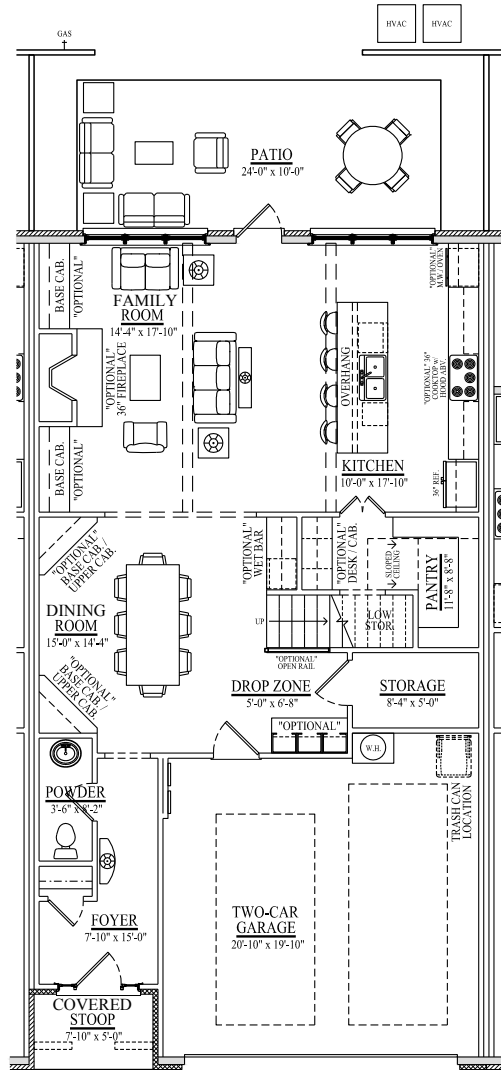 GAS
HVAC
HVAC
PATIO
24'-0" x 10'-0"
BASE CAB.
"OPTIONAL"
FAMILY
ROOM
14'-4" x 17'-10"
"OPTIONAL"
M.W./ OVEN
"OPTIONAL"
36" FIREPLACE
OVERHANG
"OPTIONAL" 36"
COOKTOP w/
HOOD ABV.
BASE CAB.
"OPTIONAL"
KITCHEN
10'-0" x 17'-10"
36" REF.
"OPTIONAL"
BASE CAB. /
UPPER CAB.
"OPTIONAL"
WET BAR
"OPTIONAL"
DESK / CAB.
SLOPED
CEILING
PANTRY
11'-8" x 8'-8"
DINING
ROOM
15'-0" x 14'-4"
UP
LOW
STOR.
"OPTIONAL"
OPEN RAIL
"OPTIONAL"
BASE CAB. /
UPPER CAB.
DROP ZONE
5'-0" x 6'-8"
STORAGE
8'-4" x 5'-0"
"OPTIONAL"
W.H.
TRASH CAN
LOCATION
POWDER
3'-6" x 8'-2"
FOYER
7'-10" x 15'-0"
TWO-CAR
GARAGE
20'-10" x 19'-10"
COVERED
STOOP
7'-10" x 5'-0"